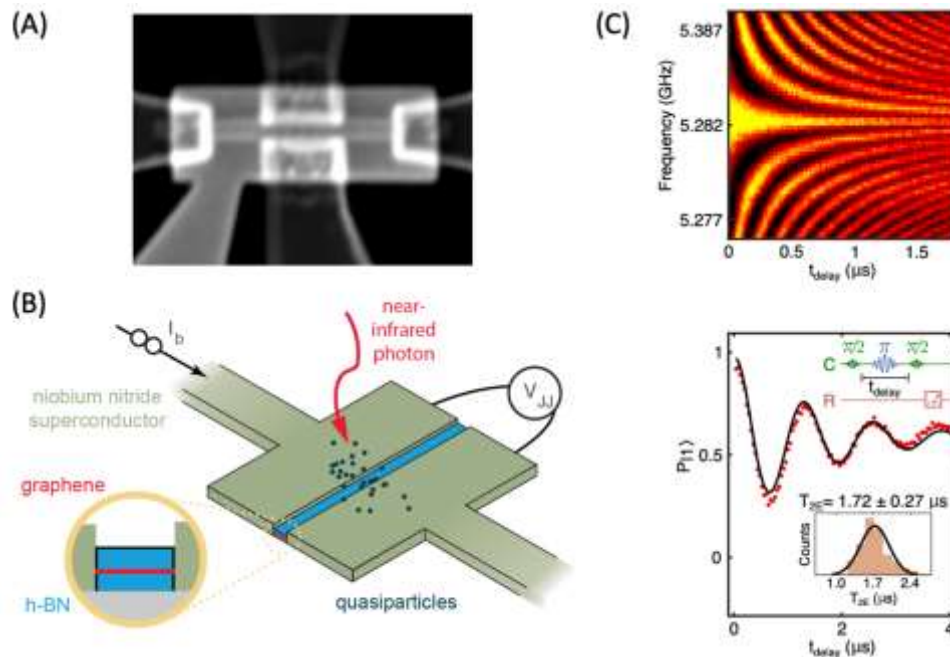 (A)
(B)
I_b
near-
infrared
photon
niobium nitride
superconductor
V_JJ
graphene
h-BN
quasiparticles
(C)
5.387
5.282
5.277
Frequency (GHz)
0
0.5
1
1.5
t_delay (μs)
1
0.5
0
P|1⟩
π/2
π
π/2
C
t_delay
R
T_2E= 1.72 ± 0.27 μs
Counts
1.0
1.7
2.4
T_2E (μs)
0
2
4
t_delay (μs)